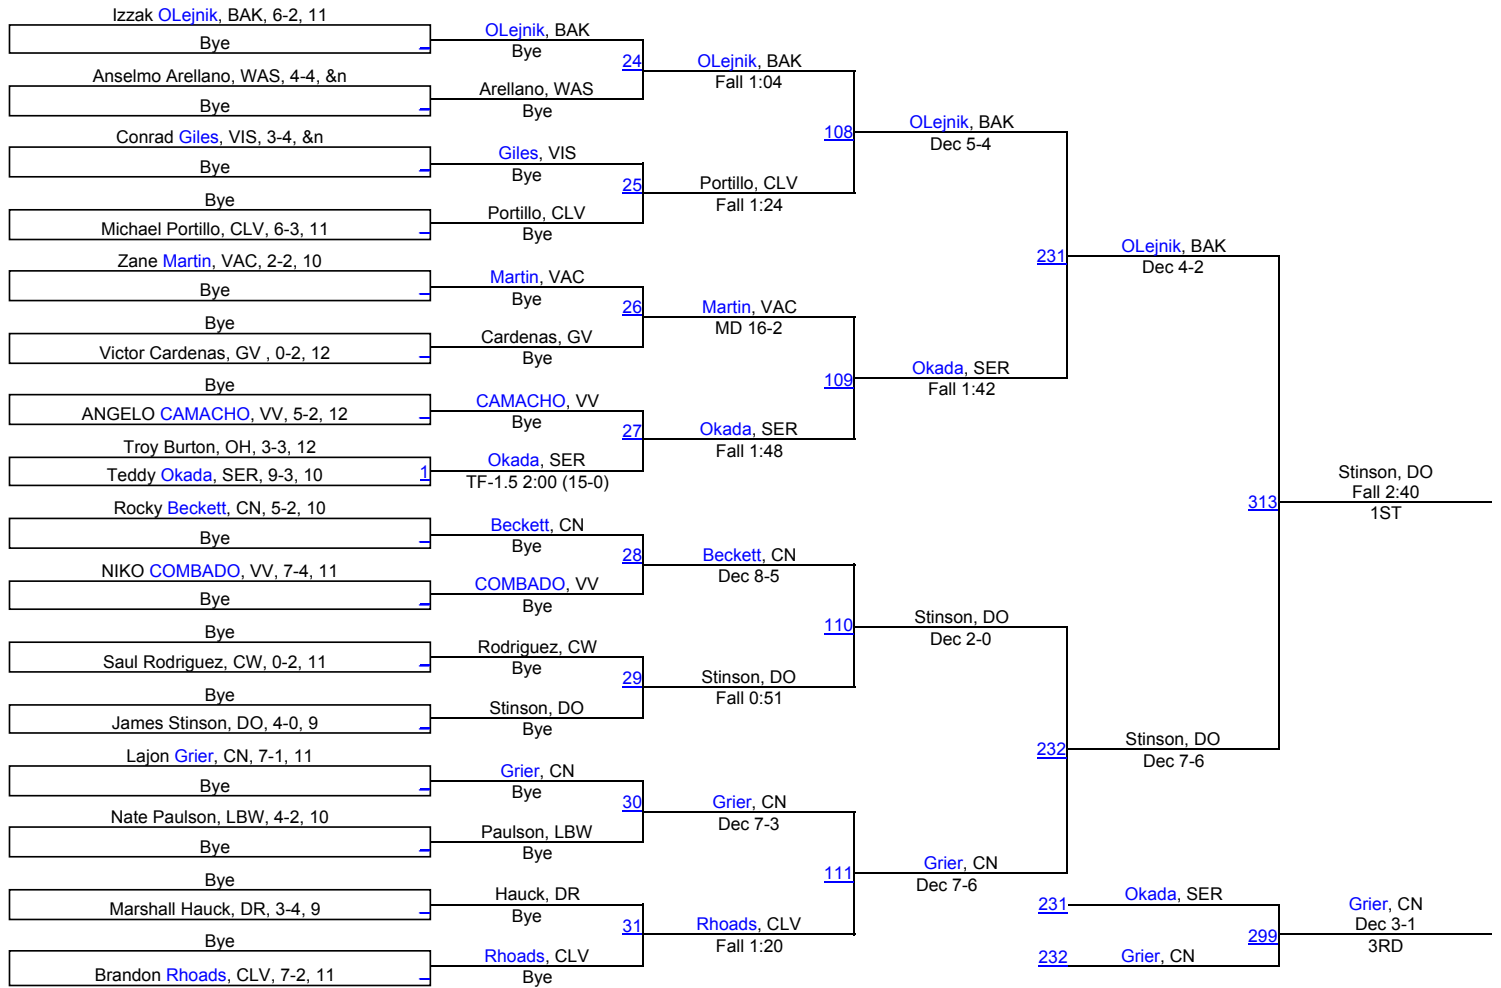 Izzak OLejnik, BAK, 6-2, 11
Bye
Anselmo Arellano, WAS, 4-4, &n
Bye
Conrad Giles, VIS, 3-4, &n
Bye
Bye
Michael Portillo, CLV, 6-3, 11
Zane Martin, VAC, 2-2, 10
Bye
Bye
Victor Cardenas, GV , 0-2, 12
Bye
ANGELO CAMACHO, VV, 5-2, 12
Troy Burton, OH, 3-3, 12
Teddy Okada, SER, 9-3, 10
1
Rocky Beckett, CN, 5-2, 10
Bye
NIKO COMBADO, VV, 7-4, 11
Bye
Bye
Saul Rodriguez, CW, 0-2, 11
Bye
James Stinson, DO, 4-0, 9
Lajon Grier, CN, 7-1, 11
Bye
Nate Paulson, LBW, 4-2, 10
Bye
Bye
Marshall Hauck, DR, 3-4, 9
Bye
Brandon Rhoads, CLV, 7-2, 11
OLejnik, BAK
Bye
24
Arellano, WAS
Bye
Giles, VIS
Bye
25
Portillo, CLV
Bye
Martin, VAC
Bye
26
Cardenas, GV
Bye
CAMACHO, VV
Bye
27
Okada, SER
TF-1.5 2:00 (15-0)
Beckett, CN
Bye
28
COMBADO, VV
Bye
Rodriguez, CW
Bye
29
Stinson, DO
Bye
Grier, CN
Bye
30
Paulson, LBW
Bye
Hauck, DR
Bye
31
Rhoads, CLV
Bye
OLejnik, BAK
Fall 1:04
108
Portillo, CLV
Fall 1:24
Martin, VAC
MD 16-2
109
Okada, SER
Fall 1:48
Beckett, CN
Dec 8-5
110
Stinson, DO
Fall 0:51
Grier, CN
Dec 7-3
111
Rhoads, CLV
Fall 1:20
OLejnik, BAK
Dec 5-4
231
Okada, SER
Fall 1:42
Stinson, DO
Dec 2-0
232
Grier, CN
Dec 7-6
OLejnik, BAK
Dec 4-2
313
Stinson, DO
Dec 7-6
Stinson, DO
Fall 2:40
1ST
231
Okada, SER
299
232
Grier, CN
Grier, CN
Dec 3-1
3RD